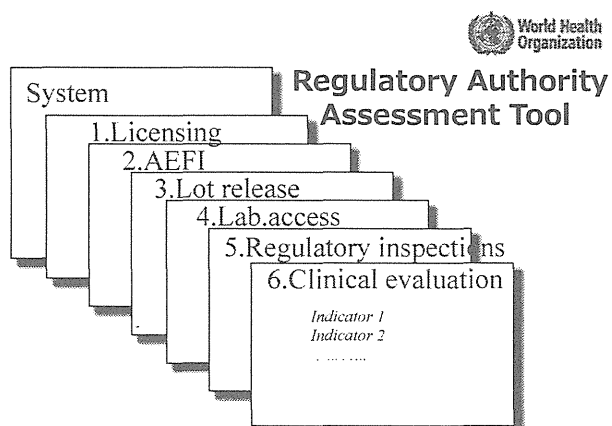 World Health
Organization
Regulatory Authority
Assessment Tool
System
1.Licensing
2.AEFI
3.Lot release
4.Lab.access
5.Regulatory inspections
6.Clinical evaluation
Indicator 1
Indicator 2
........